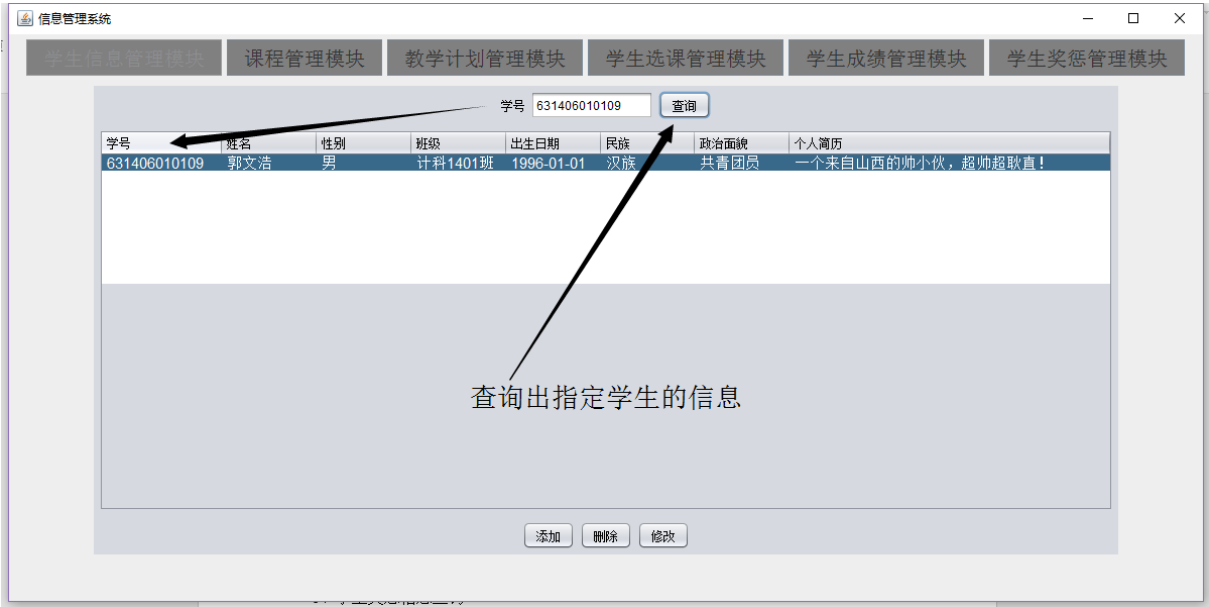 信息管理系统
学生信息管理模块 课程管理模块 教学计划管理模块 学生选课管理模块 学生成绩管理模块 学生奖惩管理模块
学号 631406010109 查询
学号 姓名 性别 班级 出生日期 民族 政治面貌 个人简历
631406010109 郭文浩 男 计科1401班 1996-01-01 汉族 共青团员 一个来自山西的帅小伙，超帅超耿直！
查询出指定学生的信息
添加 删除 修改